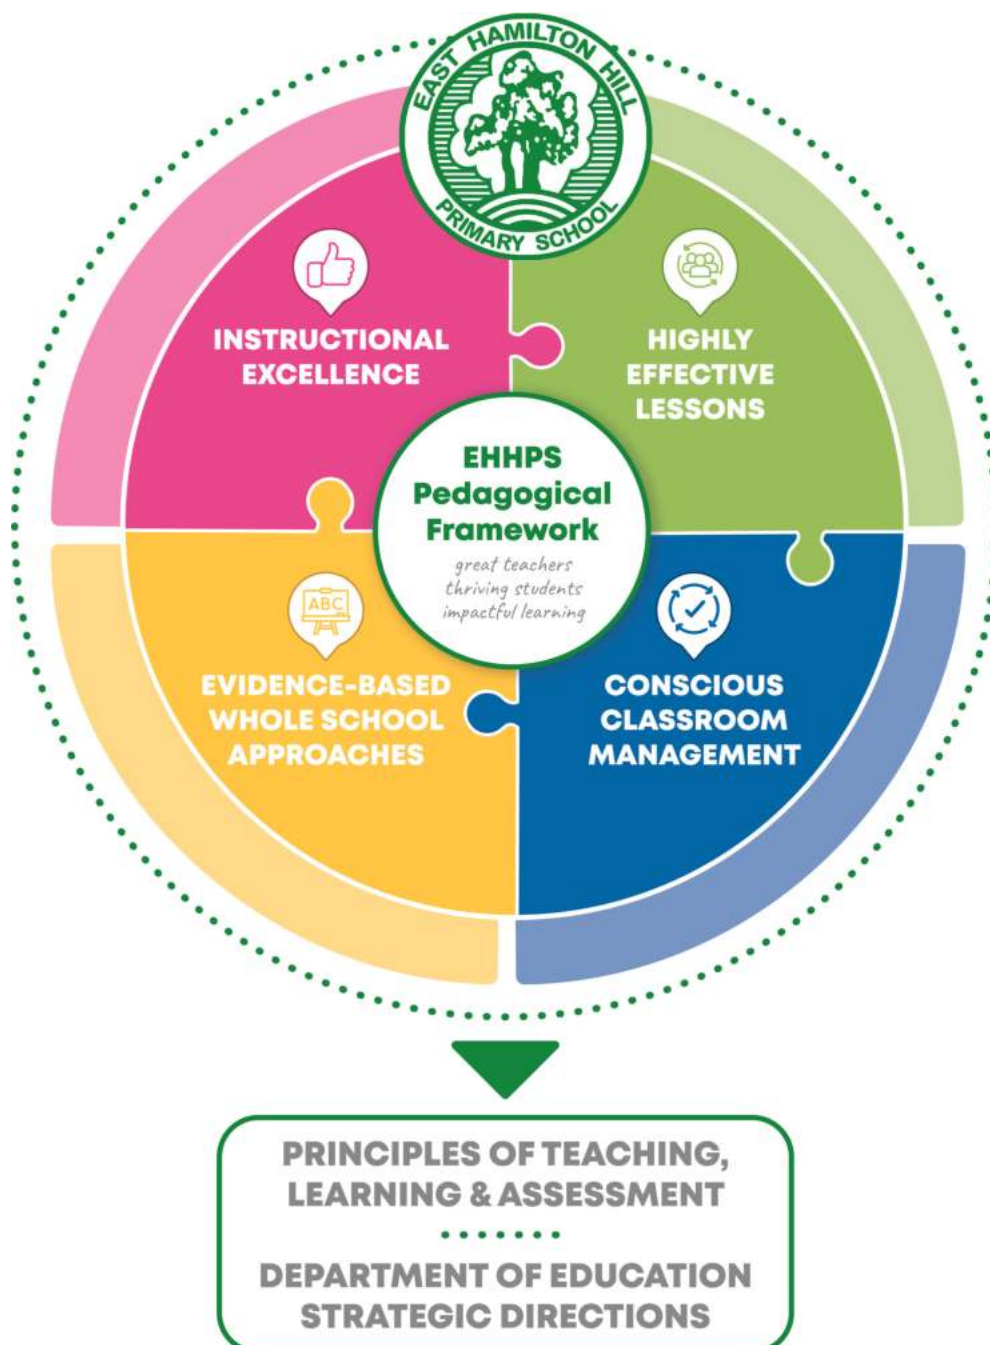 EAST HAMILTON HILL
PRIMARY SCHOOL
INSTRUCTIONAL
EXCELLENCE
HIGHLY
EFFECTIVE
LESSONS
EHHPS
Pedagogical
Framework
great teachers
thriving students
impactful learning
ABC
EVIDENCE-BASED
WHOLE SCHOOL
APPROACHES
CONSCIOUS
CLASSROOM
MANAGEMENT
PRINCIPLES OF TEACHING,
LEARNING & ASSESSMENT
DEPARTMENT OF EDUCATION
STRATEGIC DIRECTIONS